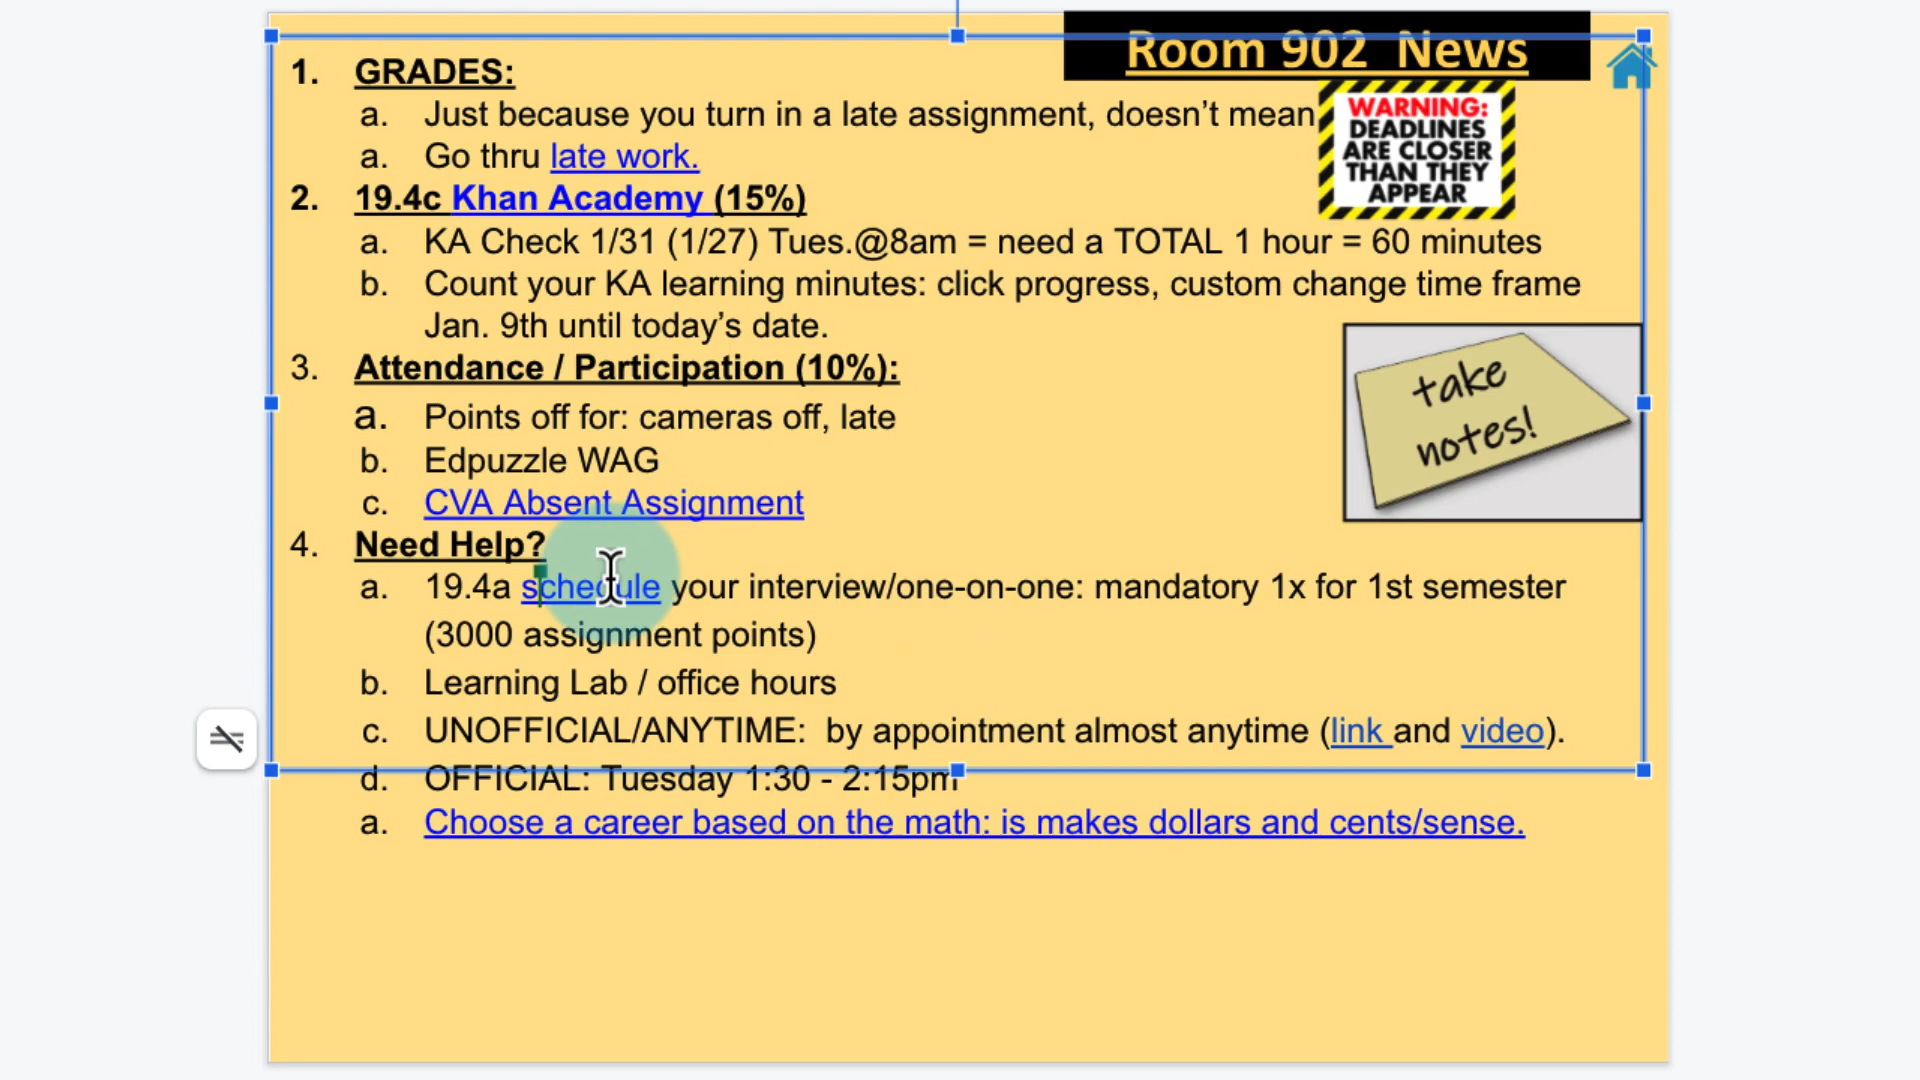 Room 902 News
1. GRADES:
a. Just because you turn in a late assignment, doesn’t mean
a. Go thru late work.
WARNING:
DEADLINES
ARE CLOSER
THAN THEY
APPEAR
2. 19.4c Khan Academy (15%)
a. KA Check 1/31 (1/27) Tues.@8am = need a TOTAL 1 hour = 60 minutes
b. Count your KA learning minutes: click progress, custom change time frame
Jan. 9th until today’s date.
3. Attendance / Participation (10%):
a. Points off for: cameras off, late
b. Edpuzzle WAG
c. CVA Absent Assignment
take
notes!
4. Need Help?
a. 19.4a schedule your interview/one-on-one: mandatory 1x for 1st semester
(3000 assignment points)
b. Learning Lab / office hours
c. UNOFFICIAL/ANYTIME:  by appointment almost anytime (link and video).
d. OFFICIAL: Tuesday 1:30 - 2:15pm
a. Choose a career based on the math: is makes dollars and cents/sense.